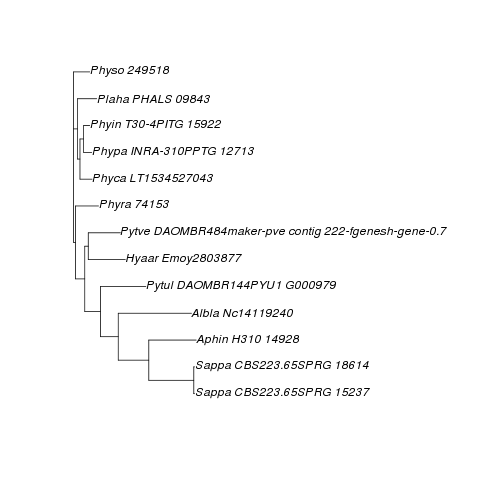 Physo 249518
Plaha PHALS 09843
Phyin T30-4PITG 15922
Phypa INRA-310PPTG 12713
Phyca LT1534527043
Phyra 74153
Pytve DAOMBR484maker-pve contig 222-fgenesh-gene-0.7
Hyaar Emoy2803877
Pytul DAOMBR144PYU1 G000979
Albla Nc14119240
Aphin H310 14928
Sappa CBS223.65SPRG 18614
Sappa CBS223.65SPRG 15237